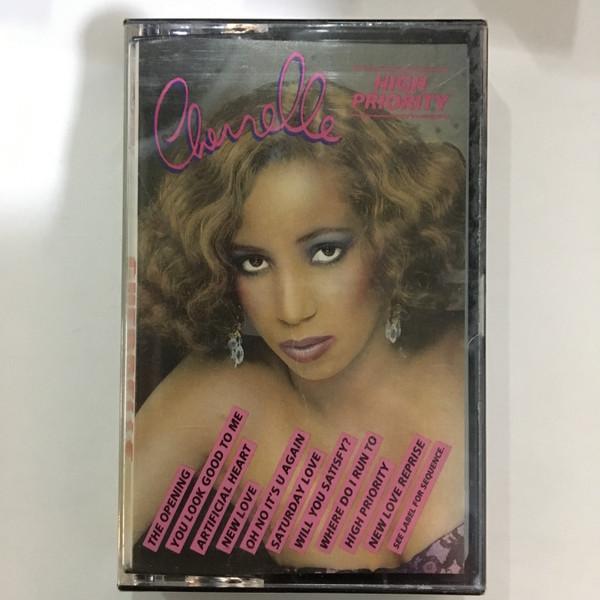 Cherrelle
HIGH
PRIORITY
THE OPENING
YOU LOOK GOOD TO ME
ARTIFICIAL HEART
NEW LOVE
OH NO IT'S U AGAIN
SATURDAY LOVE
WILL YOU SATISFY?
WHERE DO I RUN TO
HIGH PRIORITY
NEW LOVE REPRISE
SEE LABEL FOR SEQUENCE.